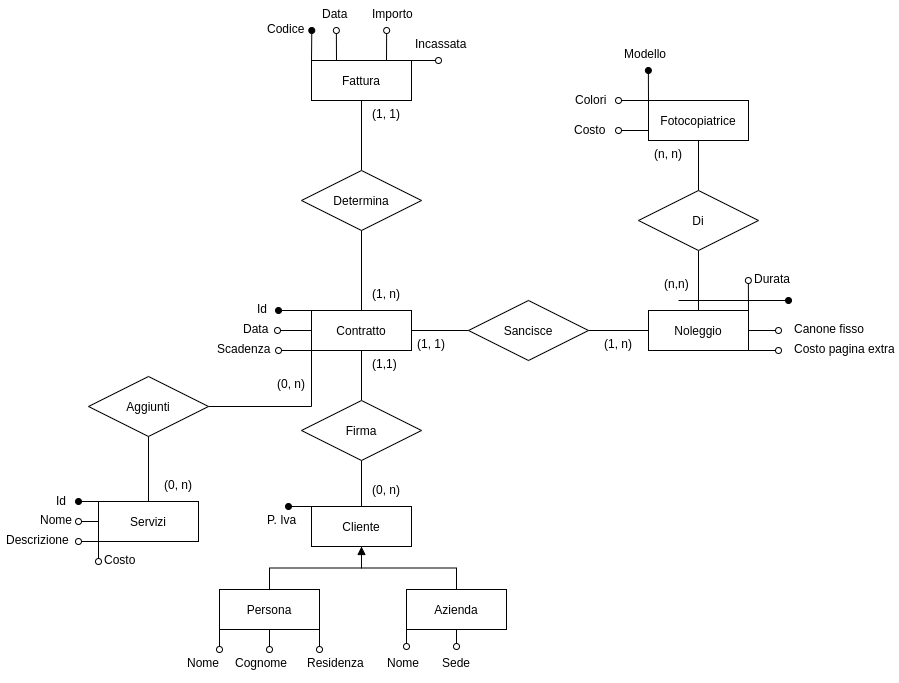 Data
Importo
Codice
Incassata
Fattura
(1, 1)
Modello
Colori
Costo
Fotocopiatrice
(n, n)
Determina
Di
(1, n)
(n,n)
Durata
Id
Data
Scadenza
Contratto
(1, 1)
Sancisce
(1, n)
Noleggio
Canone fisso
Costo pagina extra
(1,1)
(0, n)
Aggiunti
Firma
(0, n)
(0, n)
Id
Nome
Descrizione
Servizi
Costo
P. Iva
Cliente
Persona
Azienda
Nome
Cognome
Residenza
Nome
Sede